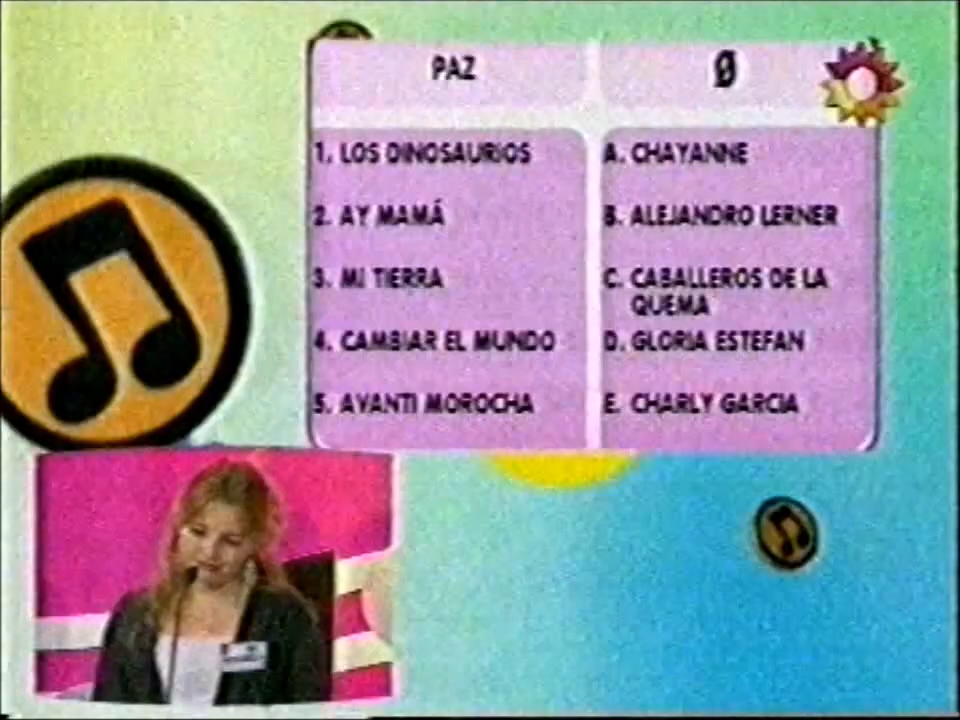 PAZ
0
1. LOS DINOSAURIOS
A. CHAYANNE
2. AY MAMÁ
B. ALEJANDRO LERNER
3. MI TIERRA
C. CABALLEROS DE LA
QUEMA
4. CAMBIAR EL MUNDO
D. GLORIA ESTEFAN
5. AVANTI MOROCHA
E. CHARLY GARCIA